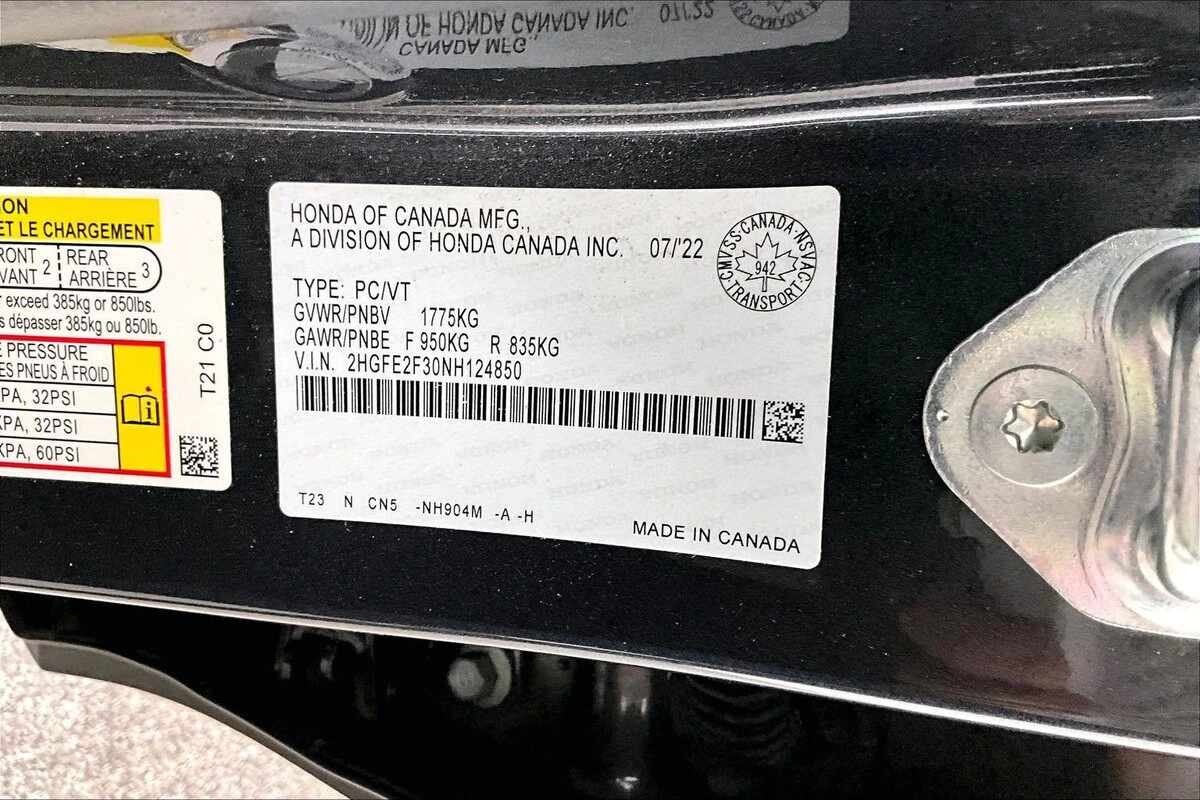 CANADA MFG.,
OF HONDA CANADA INC. 07/'22
ON
ET LE CHARGEMENT
RONT
VANT 2
REAR
ARRIÈRE 3
r exceed 385kg or 850lbs.
s dépasser 385kg ou 850lb.
E PRESSURE
ES PNEUS À FROID
KPA, 32PSI
KPA, 32PSI
KPA, 60PSI
T21 C0
HONDA OF CANADA MFG.,
A DIVISION OF HONDA CANADA INC. 07/'22
CMVSS·CANADA·NSVAC·TRANSPORT·
942
TYPE: PC/VT
GVWR/PNBV 1775KG
GAWR/PNBE F 950KG R 835KG
V.I.N. 2HGFE2F30NH124850
T23 N CN5 -NH904M -A -H
MADE IN CANADA